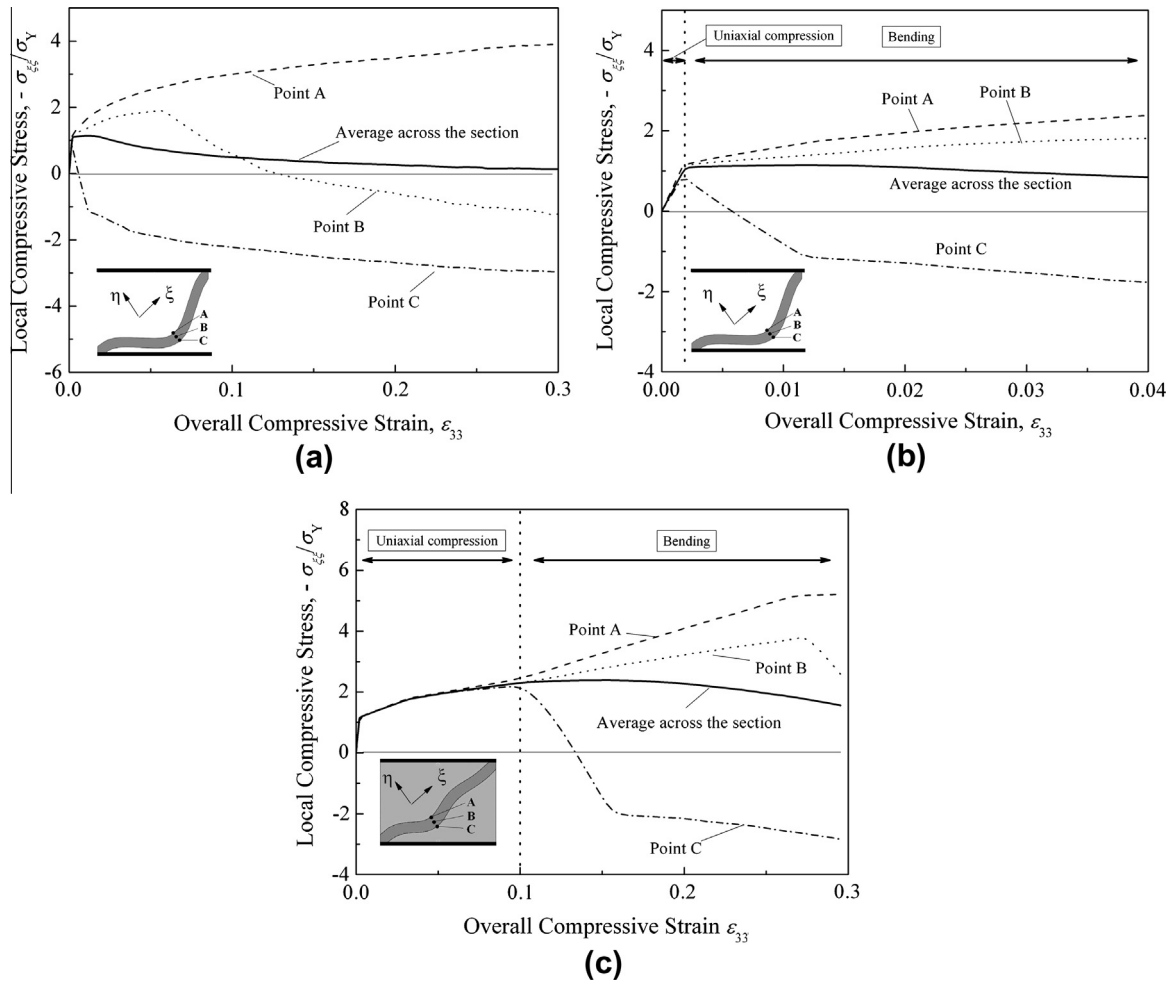 Local Compressive Stress, - σξξ/σY
4
2
0
-2
-4
-6
Point A
Average across the section
Point B
Point C
η
ξ
A
B
C
0.0
0.1
0.2
0.3
Overall Compressive Strain, ε33
(a)
Local Compressive Stress, - σξξ/σY
4
2
0
-2
-4
Uniaxial compression
Bending
Point A
Point B
Average across the section
Point C
η
ξ
A
B
C
0.00
0.01
0.02
0.03
0.04
Overall Compressive Strain, ε33
(b)
Local Compressive Stress, - σξξ/σY
8
6
4
2
0
-2
-4
Uniaxial compression
Bending
Point A
Point B
Average across the section
Point C
η
ξ
A
B
C
0.0
0.1
0.2
0.3
Overall Compressive Strain ε33
(c)